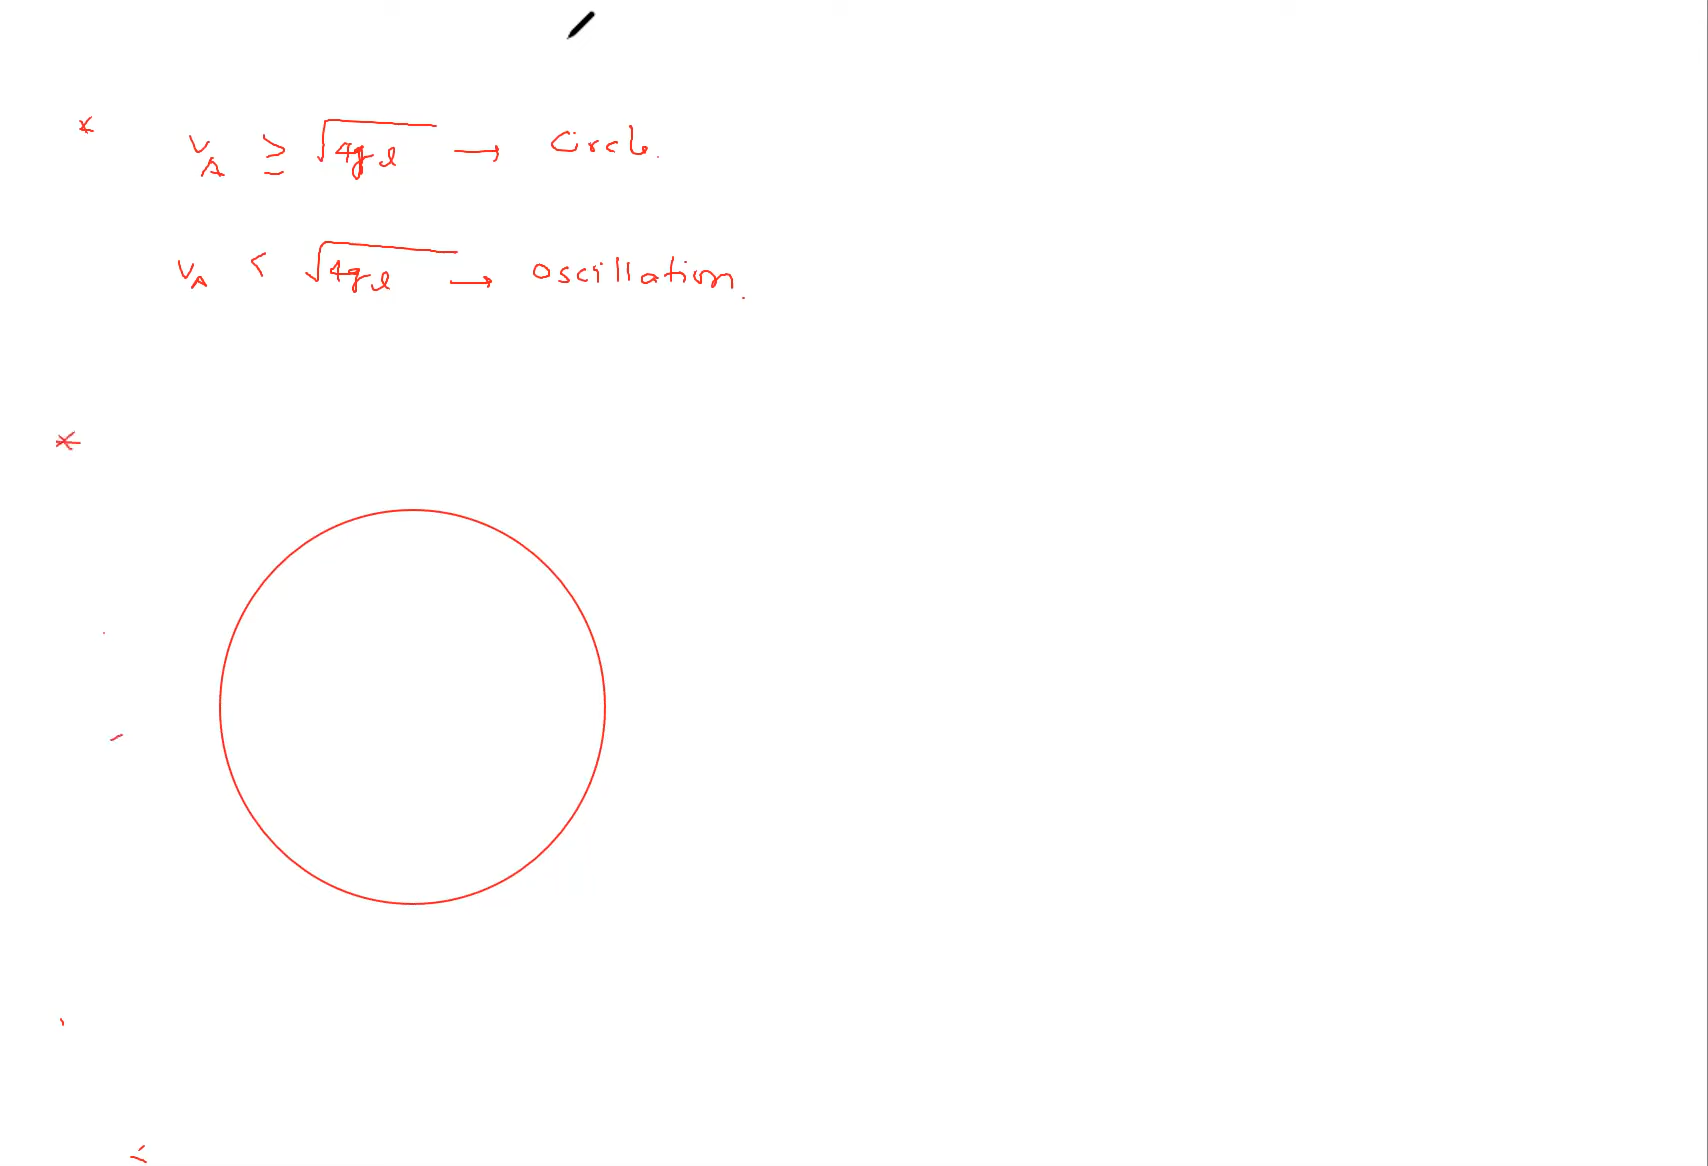 * v_A ≥ √4gl → Circle.
v_A < √4gl → oscillation.
*